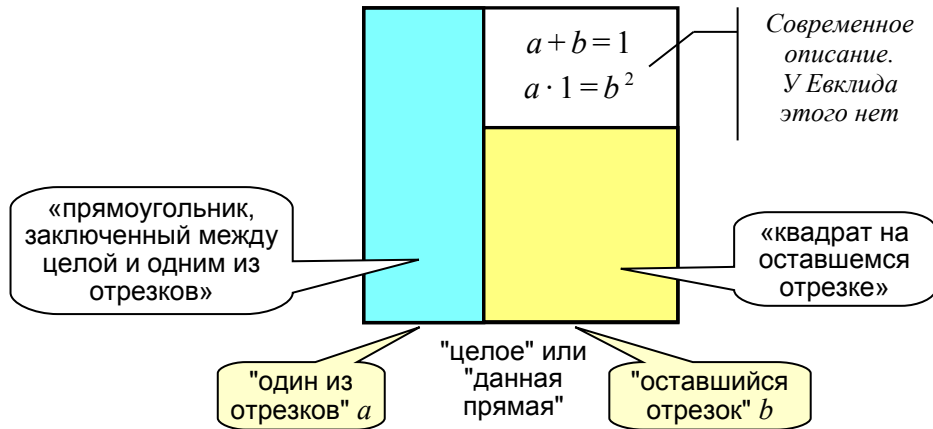 a + b = 1
a · 1 = b²
Современное
описание.
У Евклида
этого нет
«прямоугольник,
заключенный между
целой и одним из
отрезков»
«квадрат на
оставшемся
отрезке»
"один из
отрезков" a
"целое" или
"данная
прямая"
"оставшийся
отрезок" b